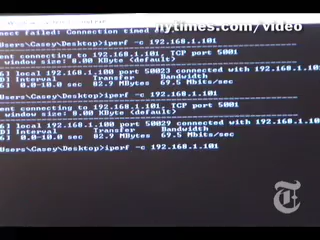 nytimes.com/video
nect failed: Connection timed
Users\Casey\Desktop>iperf -c 192.168.1.101
ent connecting to 192.168.1.101, TCP port 5001
window size: 8.00 KByte (default)
6] local 192.168.1.100 port 50023 connected with 192.168.1.10
D] Interval Transfer Bandwidth
6] 0.0-10.0 sec 82.9 MBytes 69.5 Mbits/sec
Users\Casey\Desktop>iperf -c 192.168.1.101
ent connecting to 192.168.1.101, TCP port 5001
window size: 8.00 KByte (default)
6] local 192.168.1.100 port 50029 connected with 192.168.1.10
D] Interval Transfer Bandwidth
6] 0.0-10.0 sec 82.9 MBytes 69.5 Mbits/sec
Users\Casey\Desktop>iperf -c 192.168.1.101
T